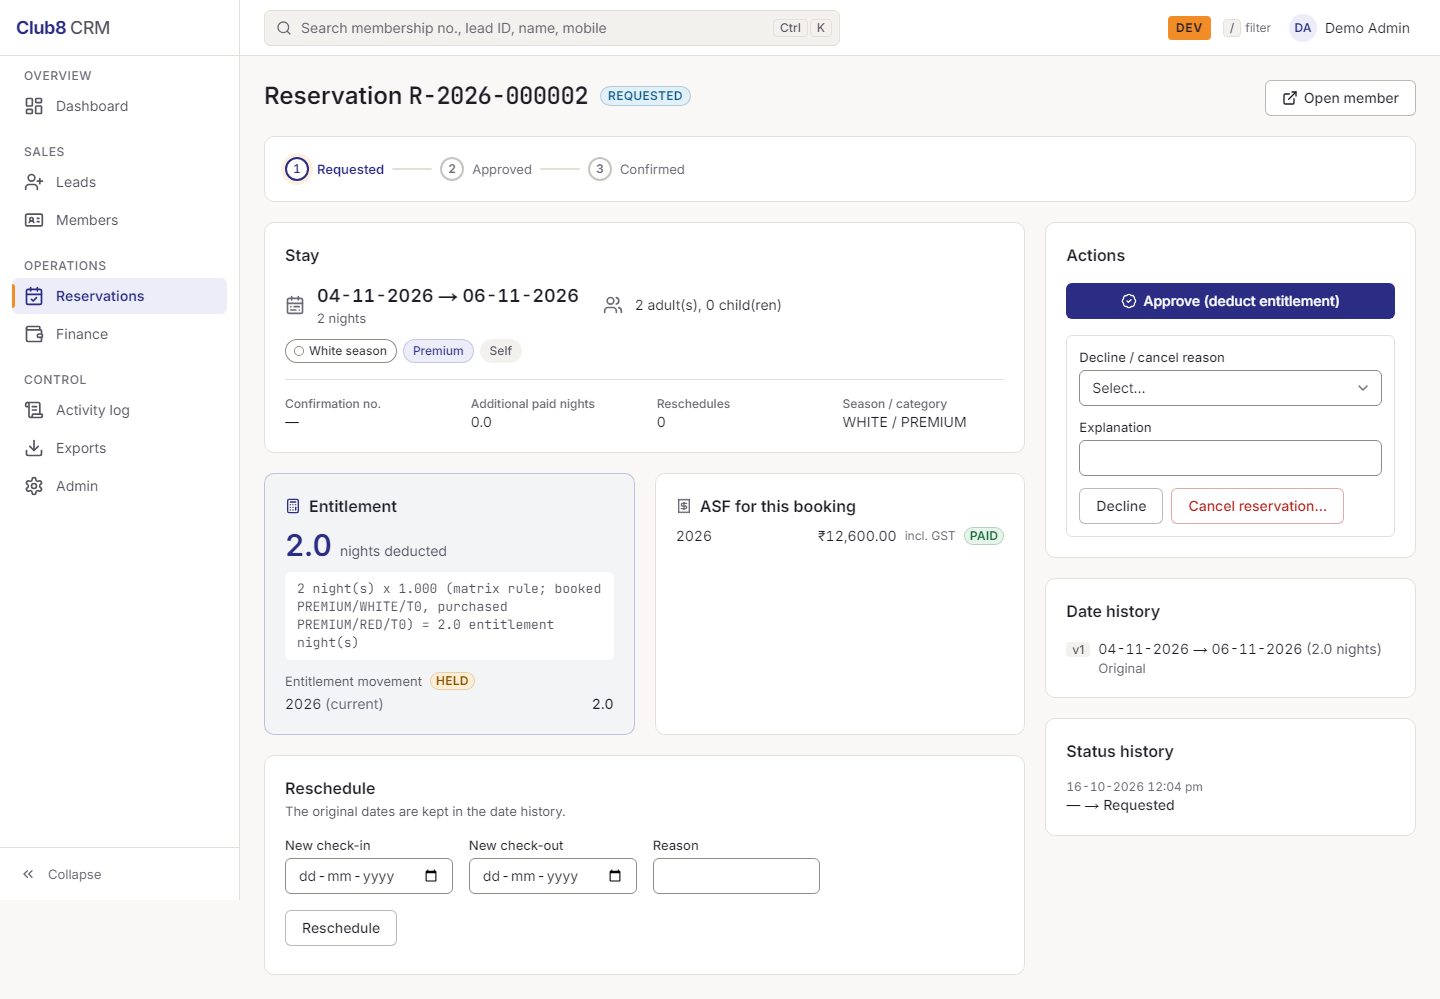 Club8 CRM
Search membership no., lead ID, name, mobile
Ctrl K
DEV
/ filter
DA Demo Admin
OVERVIEW
Dashboard
SALES
Leads
Members
OPERATIONS
Reservations
Finance
CONTROL
Activity log
Exports
Admin
Collapse
Reservation R-2026-000002 REQUESTED
Open member
1 Requested 2 Approved 3 Confirmed
Stay
04-11-2026 → 06-11-2026
2 nights
2 adult(s), 0 child(ren)
White season Premium Self
Confirmation no. Additional paid nights Reschedules Season / category
— 0.0 0 WHITE / PREMIUM
Entitlement
2.0 nights deducted
2 night(s) x 1.000 (matrix rule; booked
PREMIUM/WHITE/T0, purchased
PREMIUM/RED/T0) = 2.0 entitlement
night(s)
Entitlement movement HELD
2026 (current) 2.0
ASF for this booking
2026 ₹12,600.00 incl. GST PAID
Reschedule
The original dates are kept in the date history.
New check-in New check-out Reason
dd-mm-yyyy dd-mm-yyyy
Reschedule
Actions
Approve (deduct entitlement)
Decline / cancel reason
Select...
Explanation
Decline Cancel reservation...
Date history
v1 04-11-2026 → 06-11-2026 (2.0 nights)
Original
Status history
16-10-2026 12:04 pm
— → Requested